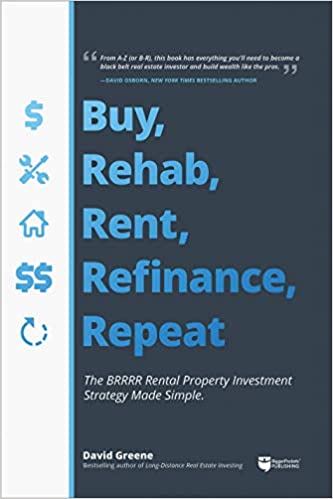 “ From A-Z (or B-R), this book has everything you'll need to become a
black belt real estate investor and build wealth like the pros. ”
—DAVID OSBORN, NEW YORK TIMES BESTSELLING AUTHOR
$
Buy,
Rehab,
Rent,
$$
Refinance,
Repeat
The BRRRR Rental Property Investment
Strategy Made Simple.
David Greene
Bestselling author of Long-Distance Real Estate Investing
BiggerPockets®
PUBLISHING